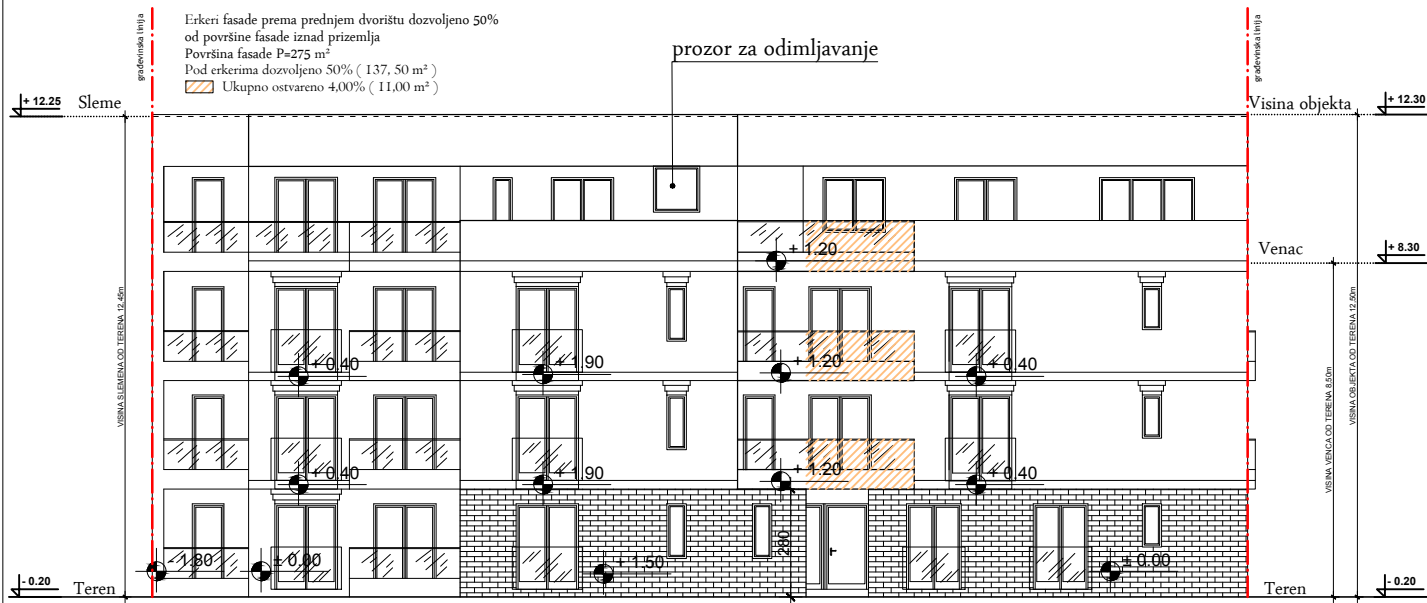 Erkeri fasade prema prednjem dvorištu dozvoljeno 50%
od površine fasade iznad prizemlja
Površina fasade P=275 m²
Pod erkerima dozvoljeno 50% ( 137, 50 m² )
Ukupno ostvareno 4,00% ( 11,00 m² )
građevinska linija
prozor za odimljavanje
građevinska linija
+ 12.25
Sleme
Visina objekta
+ 12.30
+ 1.20
Venac
+ 8.30
VISINA SLEMENA OD TERENA 12.45m
VISINA VENCA OD TERENA 8.50m
VISINA OBJEKTA OD TERENA 12.50m
+ 0.40
+ 1.90
+ 1.20
+ 0.40
+ 0.40
+ 1.90
+ 1.20
+ 0.40
280
- 1.80
± 0.00
+ 1.50
± 0.00
- 0.20
Teren
Teren
- 0.20